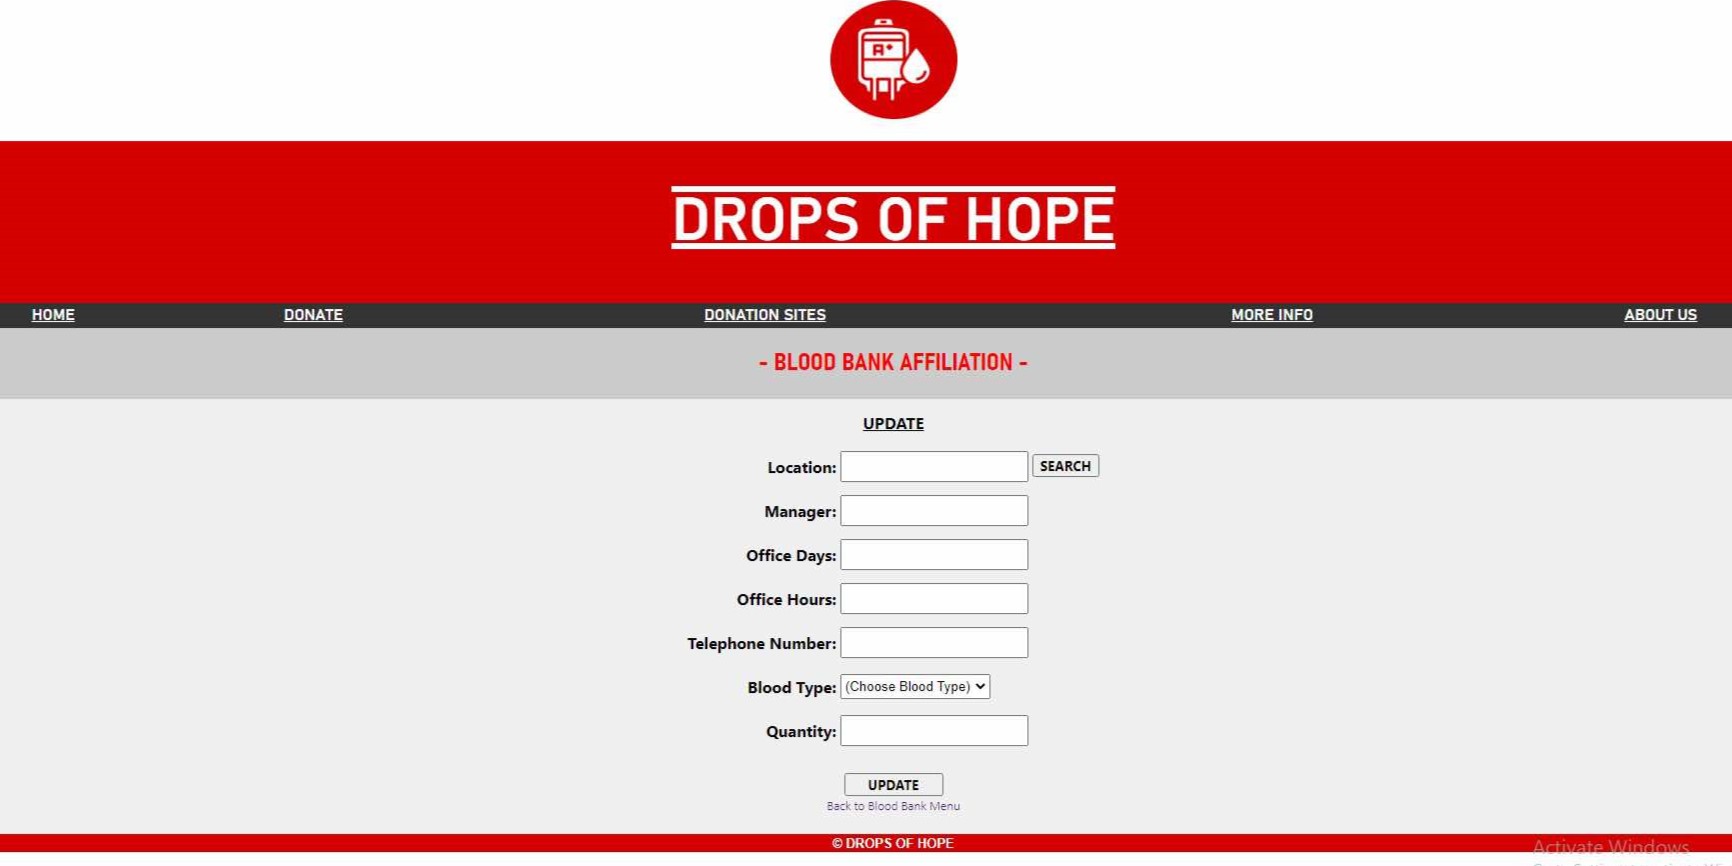 A+
DROPS OF HOPE
HOME DONATE DONATION SITES MORE INFO ABOUT US
- BLOOD BANK AFFILIATION -
UPDATE
Location: SEARCH
Manager:
Office Days:
Office Hours:
Telephone Number:
Blood Type: (Choose Blood Type)
Quantity:
UPDATE
Back to Blood Bank Menu
© DROPS OF HOPE
Activate Windows